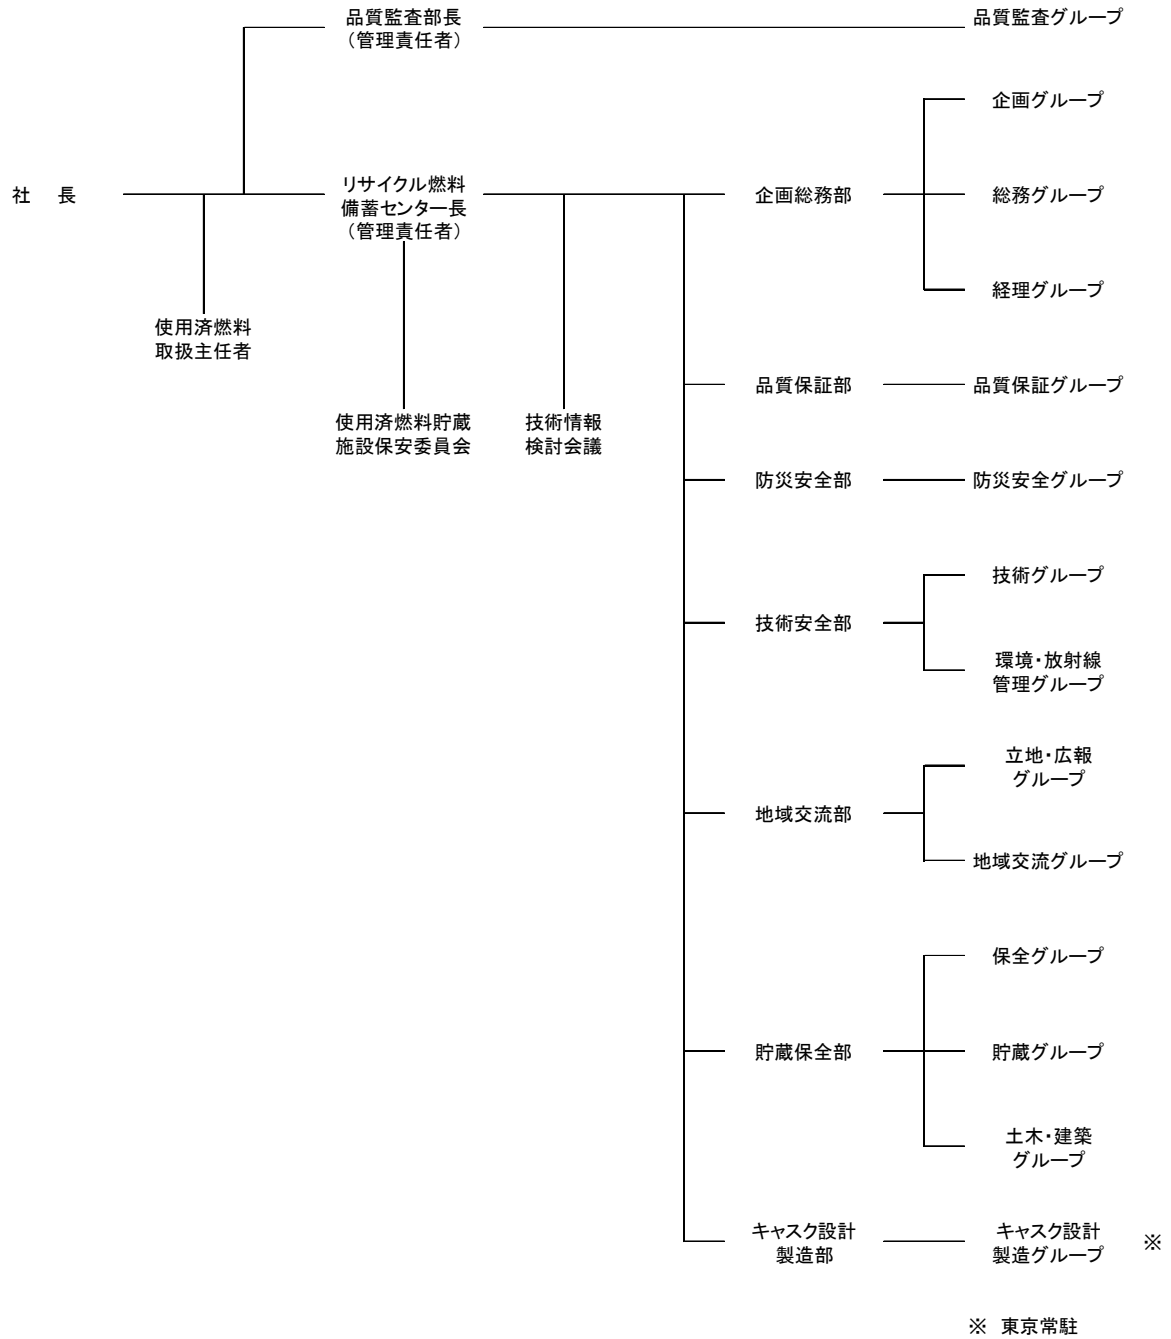 品質監査部長
（管理責任者）
品質監査グループ
企画グループ
社　長
リサイクル燃料
備蓄センター長
（管理責任者）
企画総務部
総務グループ
経理グループ
使用済燃料
取扱主任者
品質保証部
品質保証グループ
使用済燃料貯蔵
施設保安委員会
技術情報
検討会議
防災安全部
防災安全グループ
技術グループ
技術安全部
環境・放射線
管理グループ
立地・広報
グループ
地域交流部
地域交流グループ
保全グループ
貯蔵保全部
貯蔵グループ
土木・建築
グループ
キャスク設計
製造部
キャスク設計
製造グループ
※
※ 東京常駐